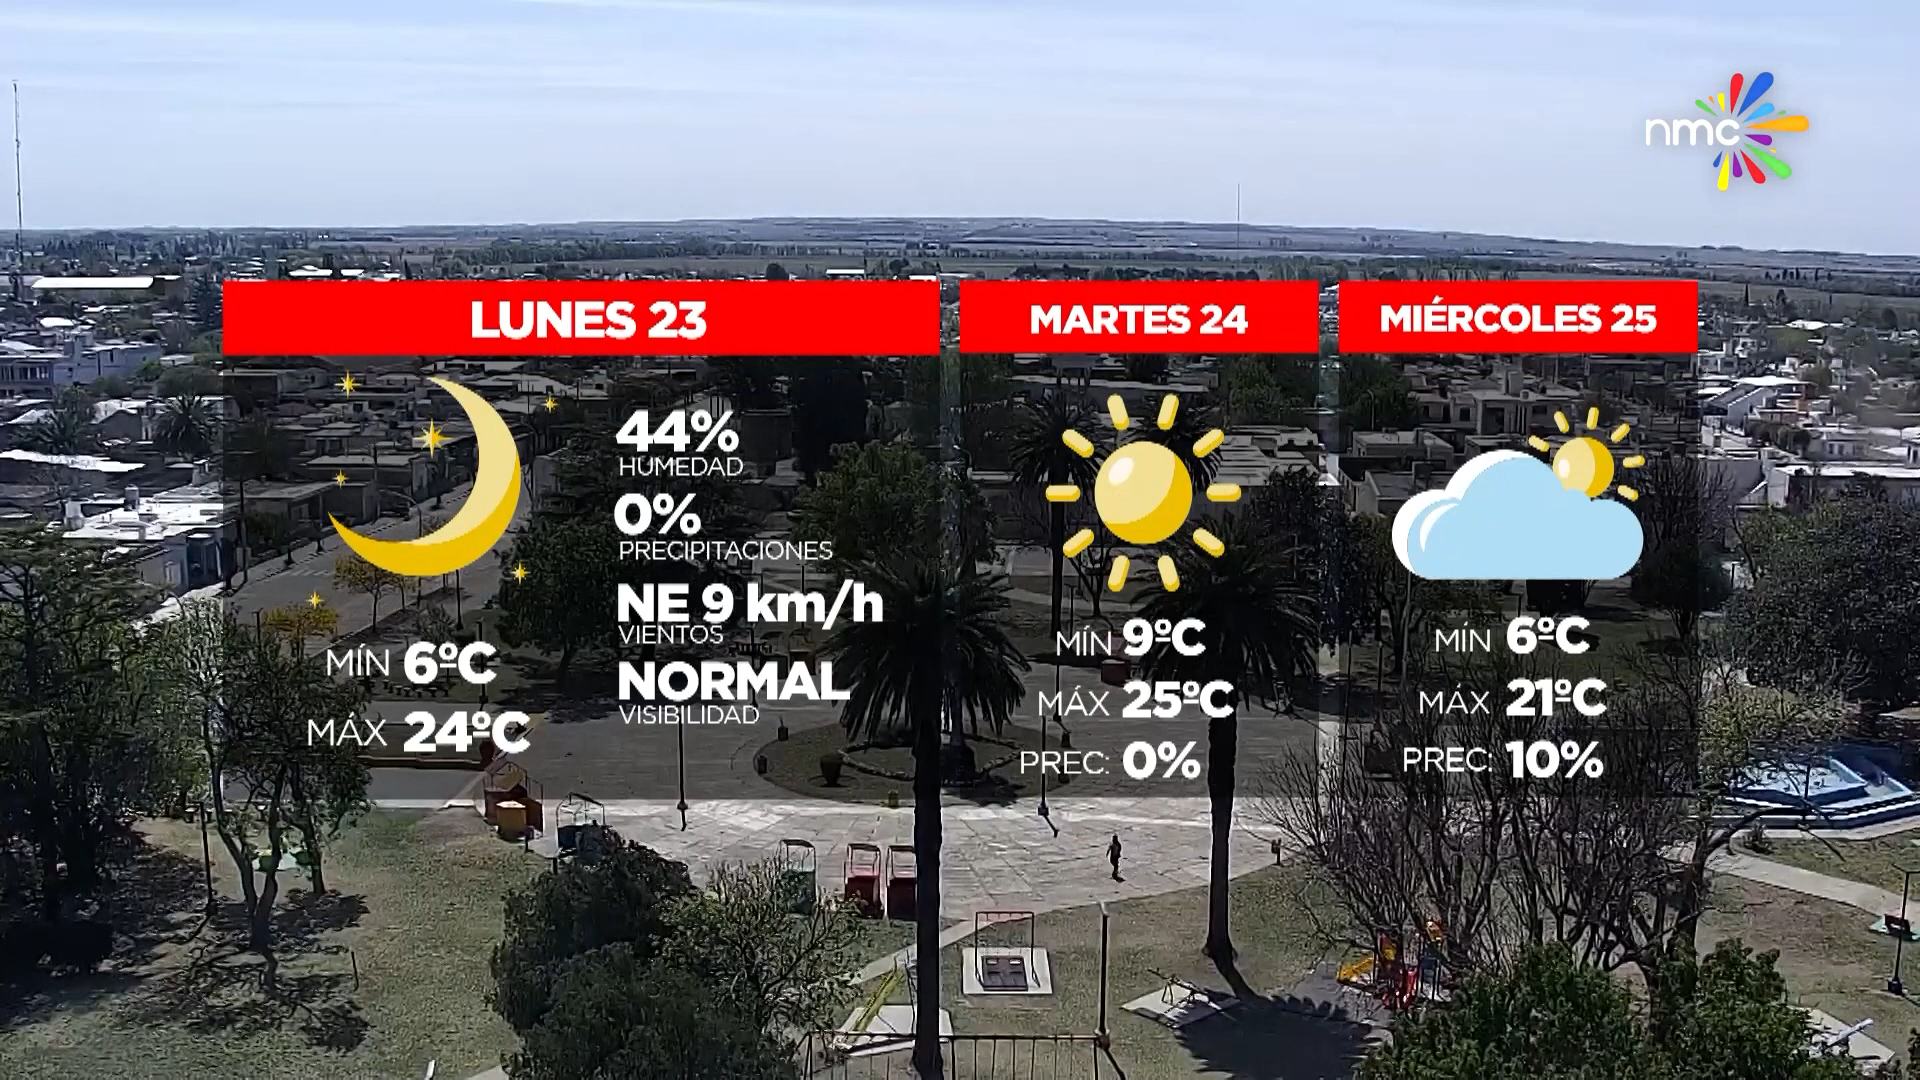 nmc
LUNES 23
44%
HUMEDAD
0%
PRECIPITACIONES
NE 9 km/h
VIENTOS
NORMAL
VISIBILIDAD
MÍN 6ºC
MÁX 24ºC
MARTES 24
MÍN 9ºC
MÁX 25ºC
PREC: 0%
MIÉRCOLES 25
MÍN 6ºC
MÁX 21ºC
PREC: 10%